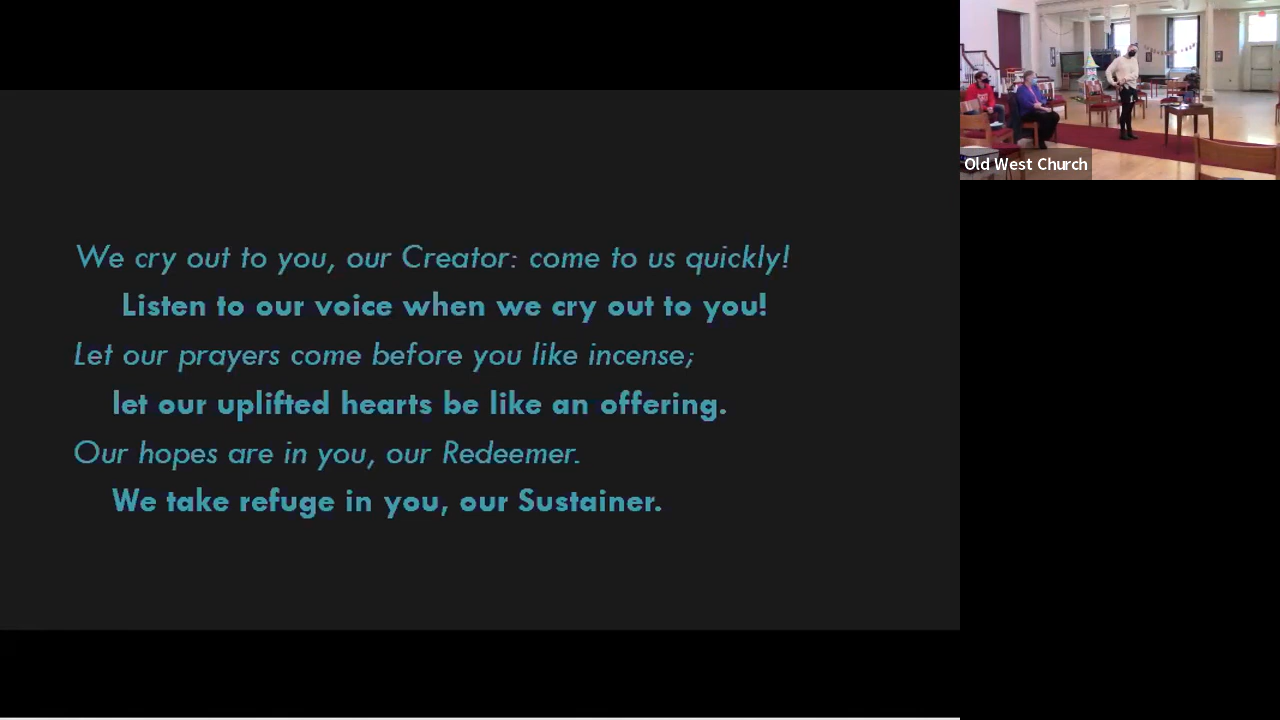 We cry out to you, our Creator: come to us quickly!
Listen to our voice when we cry out to you!
Let our prayers come before you like incense;
let our uplifted hearts be like an offering.
Our hopes are in you, our Redeemer.
We take refuge in you, our Sustainer.
Old West Church